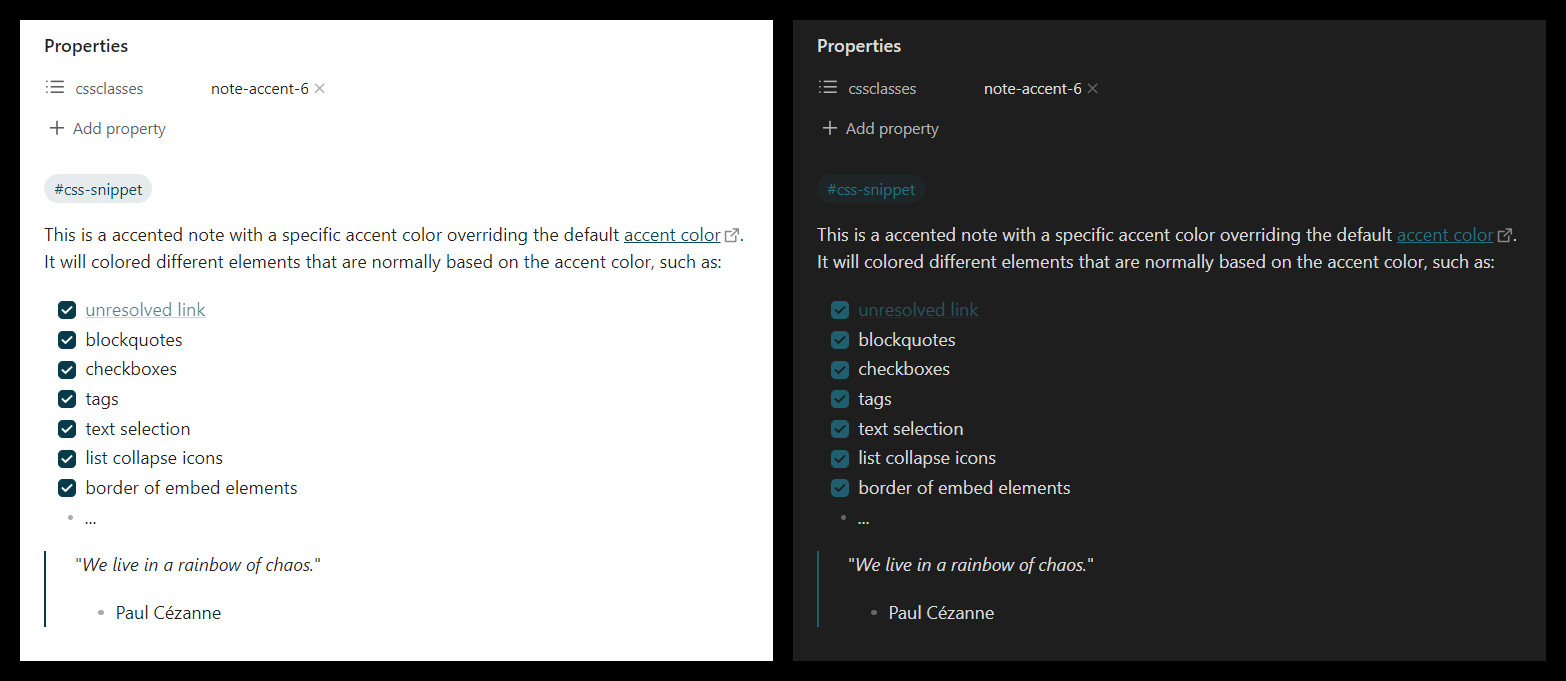 Properties
cssclasses note-accent-6
Add property
#css-snippet
This is a accented note with a specific accent color overriding the default accent color.
It will colored different elements that are normally based on the accent color, such as:
unresolved link
blockquotes
checkboxes
tags
text selection
list collapse icons
border of embed elements
...
"We live in a rainbow of chaos."
Paul Cézanne
Properties
cssclasses note-accent-6
Add property
#css-snippet
This is a accented note with a specific accent color overriding the default accent color.
It will colored different elements that are normally based on the accent color, such as:
unresolved link
blockquotes
checkboxes
tags
text selection
list collapse icons
border of embed elements
...
"We live in a rainbow of chaos."
Paul Cézanne